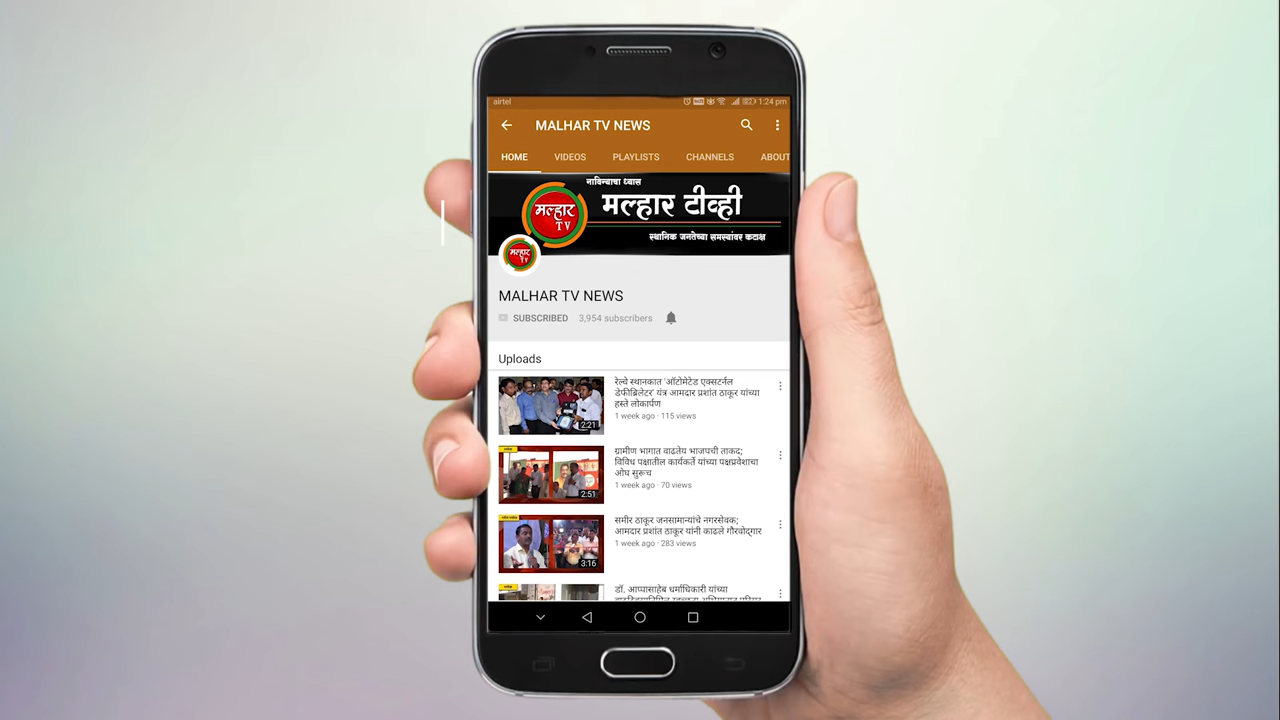 airtel 1:24 pm
MALHAR TV NEWS
HOME VIDEOS PLAYLISTS CHANNELS ABOUT
नाविन्याचा ध्यास
मल्हार टीव्ही
स्थानिक जनतेच्या समस्यांवर कटाक्ष
मल्हार
TV
मल्हार
TV
MALHAR TV NEWS
SUBSCRIBED 3,954 subscribers
Uploads
रेल्वे स्थानकात 'ऑटोमेटेड एक्सटर्नल
डेफीब्रिलेटर' यंत्र आमदार प्रशांत ठाकूर यांच्या
हस्ते लोकार्पण
1 week ago · 115 views
2:21
ग्रामीण भागात वाढतेय भाजपची ताकद;
विविध पक्षातील कार्यकर्ते यांच्या पक्षप्रवेशाचा
ओघ सुरूच
1 week ago · 70 views
2:51
समीर ठाकूर जनसामान्यांचे नगरसेवक;
आमदार प्रशांत ठाकूर यांनी काढले गौरवोद्गार
1 week ago · 283 views
3:16
डॉ. आप्पासाहेब धर्माधिकारी यांच्या